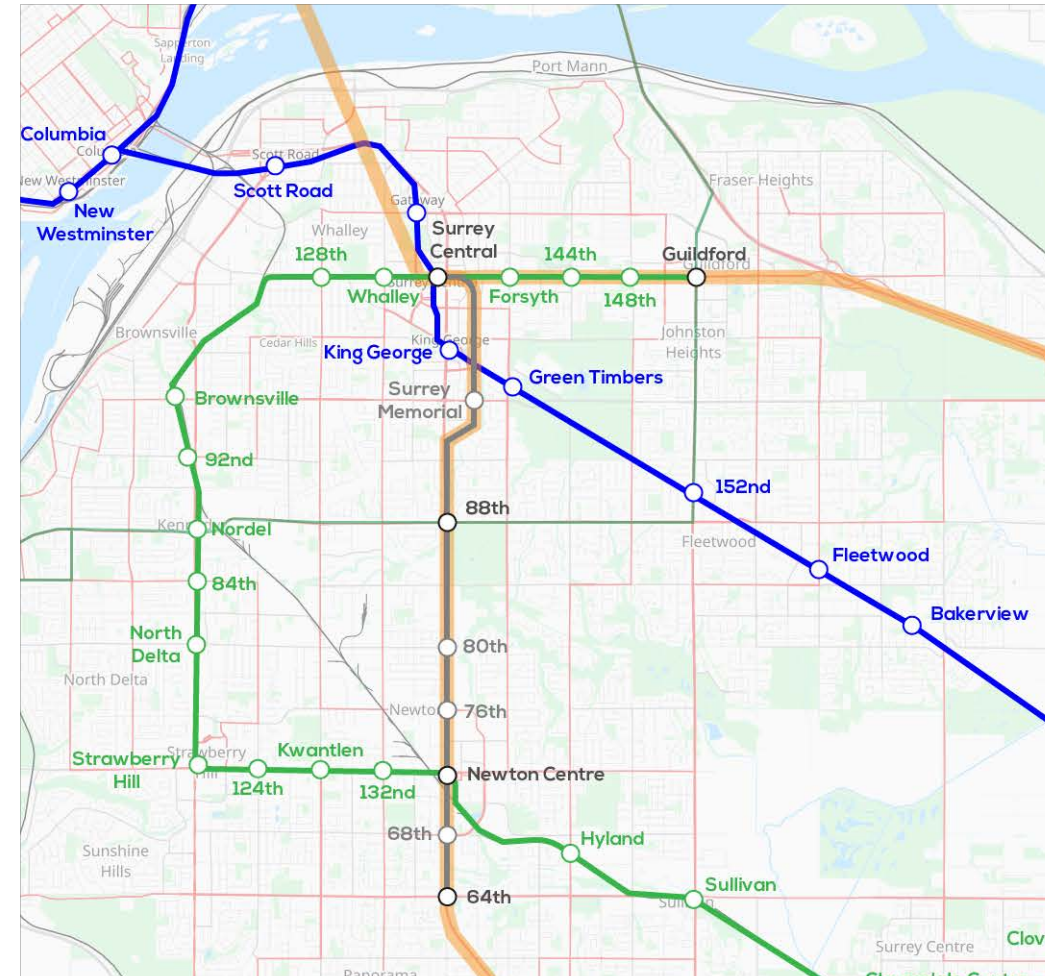 Sapperton
Landing
Port Mann
Columbia
New Westminster
New
Westminster
Scott Road
Scott Road
Fraser Heights
Gateway
Whalley
Surrey
Central
128th
144th
Guildford
Guildford
Whalley
Forsyth
148th
Brownsville
Cedar Hills
King George
King George
Johnston
Heights
Green Timbers
Surrey
Memorial
Brownsville
92nd
152nd
88th
Nordel
Fleetwood
Fleetwood
84th
Bakerview
North
Delta
80th
North Delta
76th
Strawberry
Hill
Strawberry
Hill
Kwantlen
Newton Centre
124th
132nd
68th
Hyland
Sunshine
Hills
Sullivan
64th
Surrey Centre
Clov
Panorama